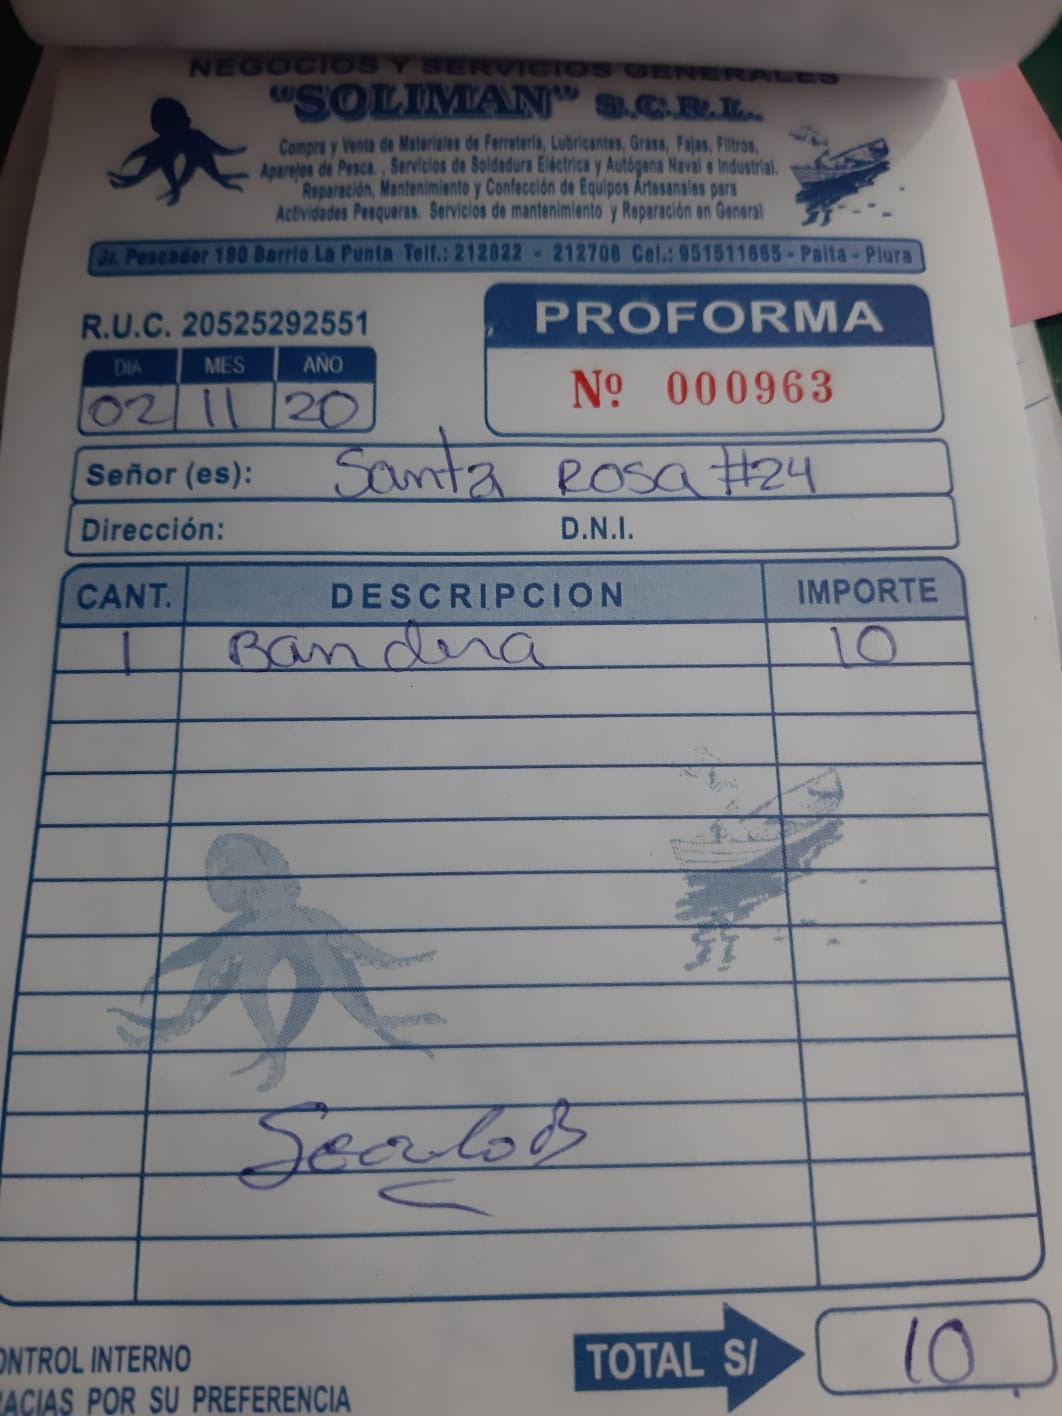 NEGOCIOS Y SERVICIOS GENERALES
"SOLIMAN" S.C.R.L.
Compra y Venta de Materiales de Ferretería, Lubricantes, Grasa, Fajas, Filtros,
Aparejos de Pesca. , Servicios de Soldadura Eléctrica y Autógena Naval e Industrial.
Reparación, Mantenimiento y Confección de Equipos Artesanales para
Actividades Pesqueras. Servicios de mantenimiento y Reparación en General
Jr. Pescador 180 Barrio La Punta Telf.: 212822 - 212708 Cel.: 951511665 - Paita - Piura
R.U.C. 20525292551
PROFORMA
Nº 000963
DIA MES AÑO
02 11 20
Señor (es): Santa Rosa #24
Dirección: D.N.I.
CANT. DESCRIPCION IMPORTE
1 Bandera 10
ONTROL INTERNO
RACIAS POR SU PREFERENCIA
TOTAL S/ 10